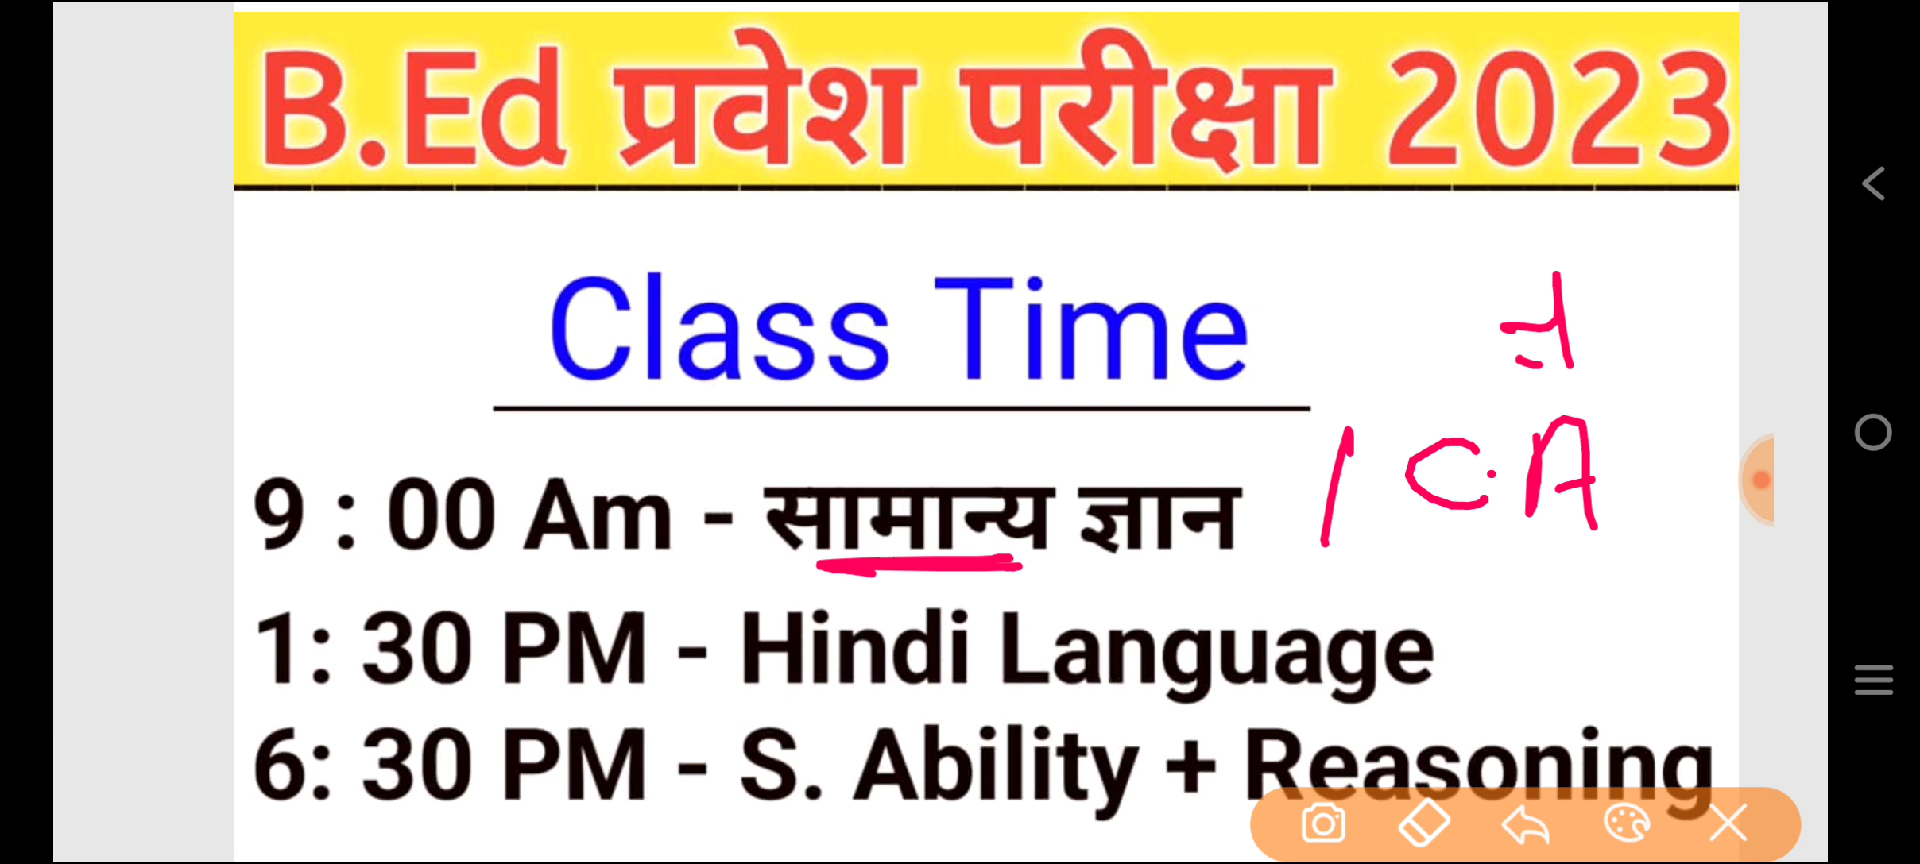 B.Ed प्रवेश परीक्षा 2023
Class Time
9 : 00 Am - सामान्य ज्ञान / C.A
1: 30 PM - Hindi Language
6: 30 PM - S. Ability + Reasoning